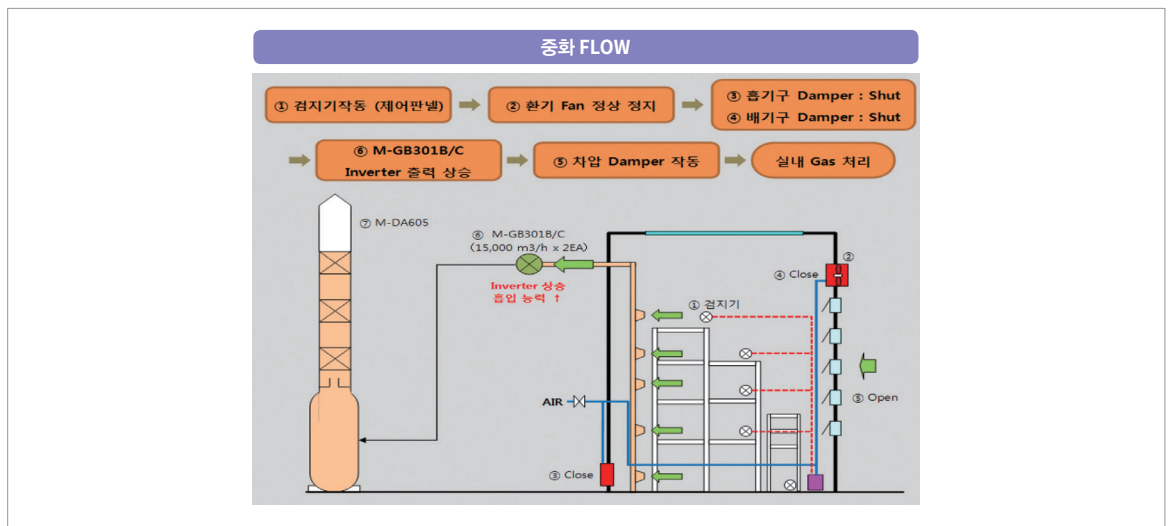 중화 FLOW
① 검지기작동 (제어판넬)
② 환기 Fan 정상 정지
③ 흡기구 Damper : Shut
④ 배기구 Damper : Shut
⑥ M-GB301B/C
Inverter 출력 상승
⑤ 차압 Damper 작동
실내 Gas 처리
⑦ M-DA605
⑥ M-GB301B/C
(15,000 m3/h x 2EA)
Inverter 상승
흡입 능력 ↑
②
④ Close
① 검지기
⑤ Open
AIR
③ Close